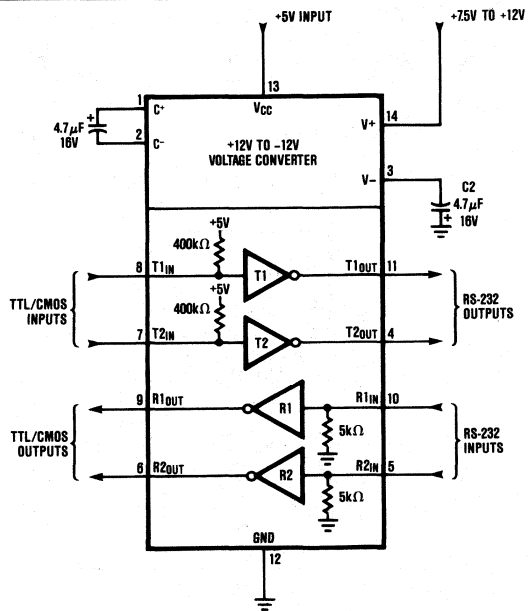 +5V INPUT
+7.5V TO +12V
13
1
C+
VCC
14
V+
+
4.7µF
16V
2
C−
+12V TO −12V
VOLTAGE CONVERTER
3
V−
C2
4.7µF
+
16V
+5V
400kΩ
8
T1IN
T1
T1OUT
11
+5V
TTL/CMOS
INPUTS
400kΩ
RS-232
OUTPUTS
7
T2IN
T2
T2OUT
4
9
R1OUT
R1
R1IN
10
TTL/CMOS
OUTPUTS
5kΩ
RS-232
INPUTS
6
R2OUT
R2
R2IN
5
5kΩ
GND
12